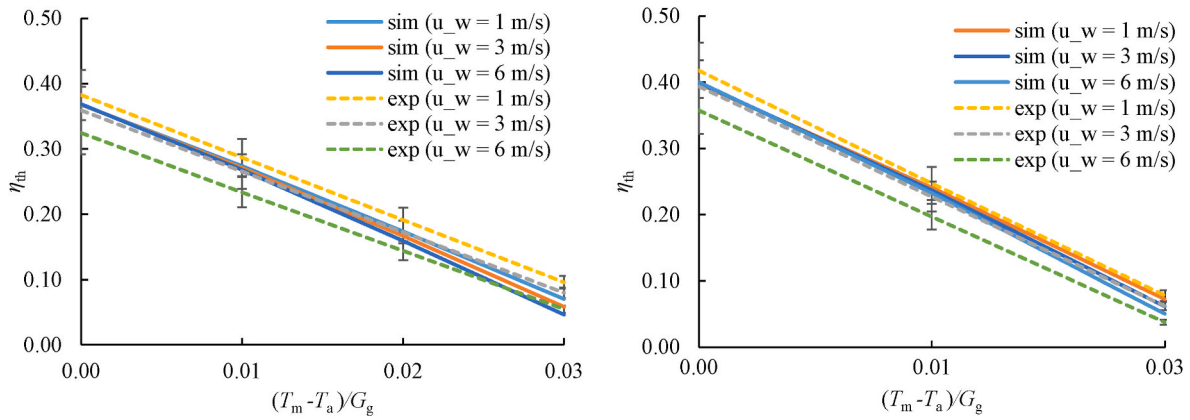 0.50
0.40
0.30
0.20
0.10
0.00
η_th
0.00
0.01
0.02
0.03
(T_m -T_a)/G_g
sim (u_w = 1 m/s)
sim (u_w = 3 m/s)
sim (u_w = 6 m/s)
exp (u_w = 1 m/s)
exp (u_w = 3 m/s)
exp (u_w = 6 m/s)
0.50
0.40
0.30
0.20
0.10
0.00
η_th
0.00
0.01
0.03
(T_m -T_a)/G_g
sim (u_w = 1 m/s)
sim (u_w = 3 m/s)
sim (u_w = 6 m/s)
exp (u_w = 1 m/s)
exp (u_w = 3 m/s)
exp (u_w = 6 m/s)